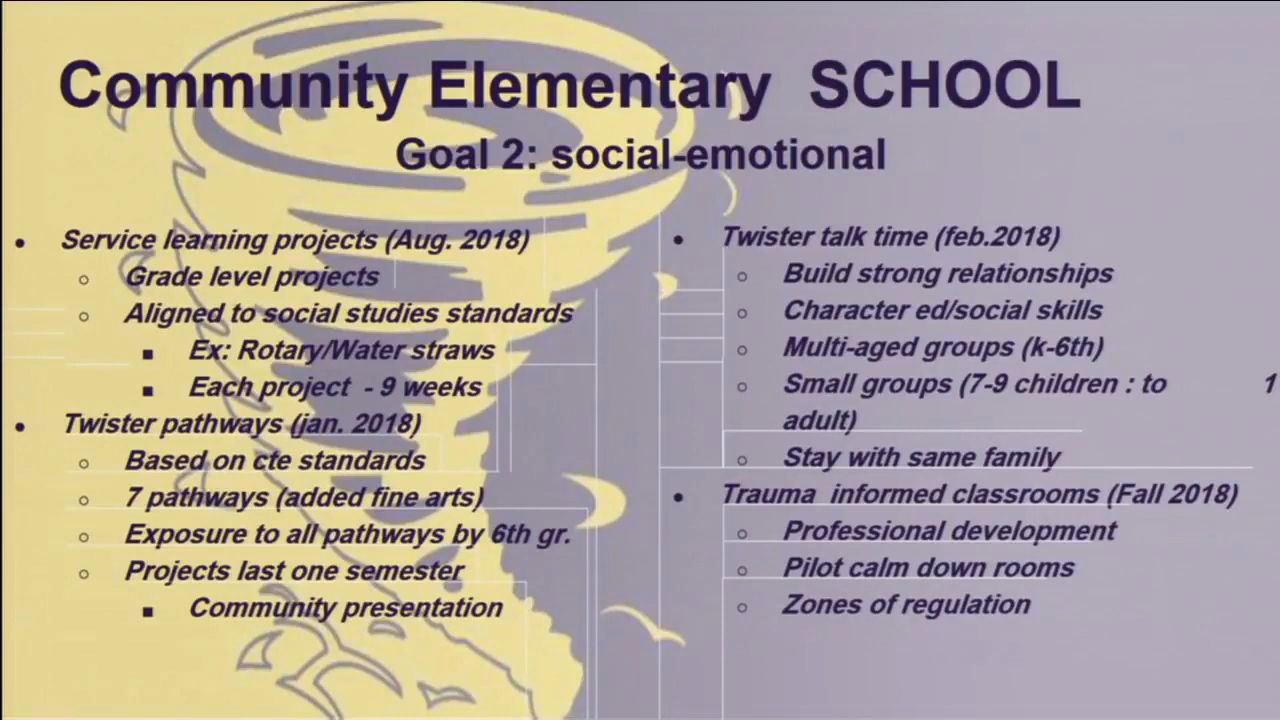 Community Elementary SCHOOL
Goal 2: social-emotional
● Service learning projects (Aug. 2018)
○ Grade level projects
○ Aligned to social studies standards
■ Ex: Rotary/Water straws
■ Each project - 9 weeks
● Twister pathways (jan. 2018)
○ Based on cte standards
○ 7 pathways (added fine arts)
○ Exposure to all pathways by 6th gr.
○ Projects last one semester
■ Community presentation
● Twister talk time (feb.2018)
○ Build strong relationships
○ Character ed/social skills
○ Multi-aged groups (k-6th)
○ Small groups (7-9 children : to 1
adult)
○ Stay with same family
● Trauma informed classrooms (Fall 2018)
○ Professional development
○ Pilot calm down rooms
○ Zones of regulation